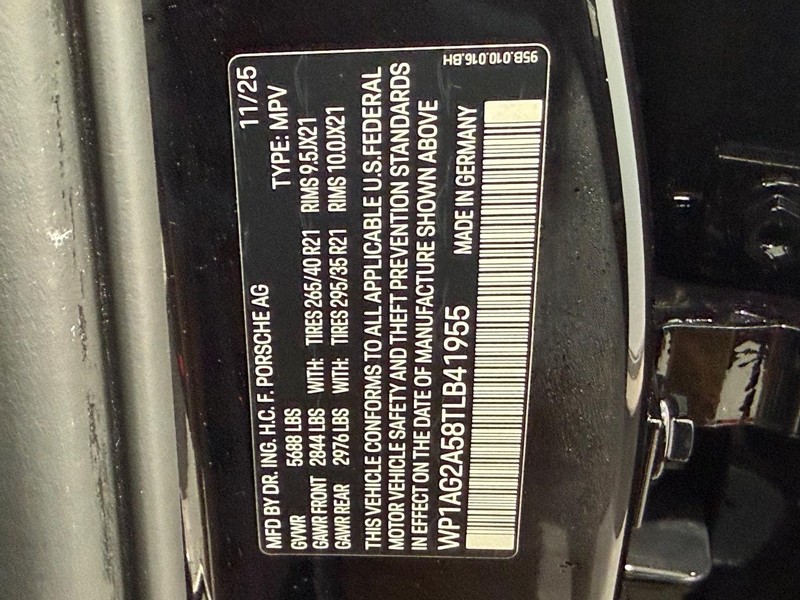 MFD BY DR. ING. H.C. F. PORSCHE AG 11/25
GVWR 5688 LBS TYPE: MPV
GAWR FRONT 2844 LBS WITH: TIRES 265/40 R21 RIMS 9.5JX21
GAWR REAR 2976 LBS WITH: TIRES 295/35 R21 RIMS 10.0JX21
THIS VEHICLE CONFORMS TO ALL APPLICABLE U.S. FEDERAL
MOTOR VEHICLE SAFETY AND THEFT PREVENTION STANDARDS
IN EFFECT ON THE DATE OF MANUFACTURE SHOWN ABOVE
WP1AG2A58TLB41955 MADE IN GERMANY
95B.010.016.BH